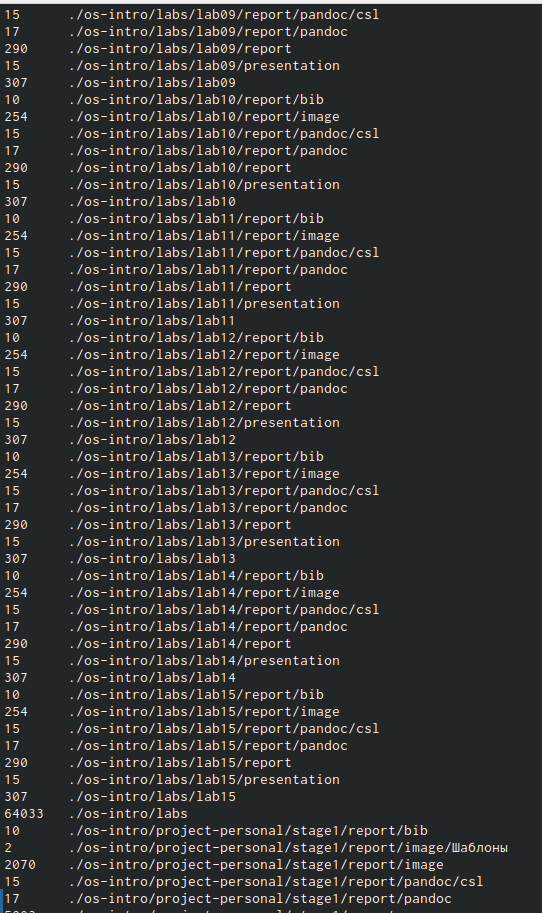 15 ./os-intro/labs/lab09/report/pandoc/csl
17 ./os-intro/labs/lab09/report/pandoc
290 ./os-intro/labs/lab09/report
15 ./os-intro/labs/lab09/presentation
307 ./os-intro/labs/lab09
10 ./os-intro/labs/lab10/report/bib
254 ./os-intro/labs/lab10/report/image
15 ./os-intro/labs/lab10/report/pandoc/csl
17 ./os-intro/labs/lab10/report/pandoc
290 ./os-intro/labs/lab10/report
15 ./os-intro/labs/lab10/presentation
307 ./os-intro/labs/lab10
10 ./os-intro/labs/lab11/report/bib
254 ./os-intro/labs/lab11/report/image
15 ./os-intro/labs/lab11/report/pandoc/csl
17 ./os-intro/labs/lab11/report/pandoc
290 ./os-intro/labs/lab11/report
15 ./os-intro/labs/lab11/presentation
307 ./os-intro/labs/lab11
10 ./os-intro/labs/lab12/report/bib
254 ./os-intro/labs/lab12/report/image
15 ./os-intro/labs/lab12/report/pandoc/csl
17 ./os-intro/labs/lab12/report/pandoc
290 ./os-intro/labs/lab12/report
15 ./os-intro/labs/lab12/presentation
307 ./os-intro/labs/lab12
10 ./os-intro/labs/lab13/report/bib
254 ./os-intro/labs/lab13/report/image
15 ./os-intro/labs/lab13/report/pandoc/csl
17 ./os-intro/labs/lab13/report/pandoc
290 ./os-intro/labs/lab13/report
15 ./os-intro/labs/lab13/presentation
307 ./os-intro/labs/lab13
10 ./os-intro/labs/lab14/report/bib
254 ./os-intro/labs/lab14/report/image
15 ./os-intro/labs/lab14/report/pandoc/csl
17 ./os-intro/labs/lab14/report/pandoc
290 ./os-intro/labs/lab14/report
15 ./os-intro/labs/lab14/presentation
307 ./os-intro/labs/lab14
10 ./os-intro/labs/lab15/report/bib
254 ./os-intro/labs/lab15/report/image
15 ./os-intro/labs/lab15/report/pandoc/csl
17 ./os-intro/labs/lab15/report/pandoc
290 ./os-intro/labs/lab15/report
15 ./os-intro/labs/lab15/presentation
307 ./os-intro/labs/lab15
64033 ./os-intro/labs
10 ./os-intro/project-personal/stage1/report/bib
2 ./os-intro/project-personal/stage1/report/image/Шаблоны
2070 ./os-intro/project-personal/stage1/report/image
15 ./os-intro/project-personal/stage1/report/pandoc/csl
17 ./os-intro/project-personal/stage1/report/pandoc